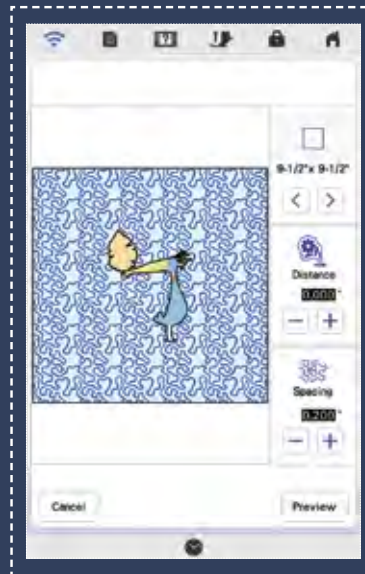 9-1/2"x 9-1/2"
Distance
0.000"
Spacing
0.200"
Cancel
Preview